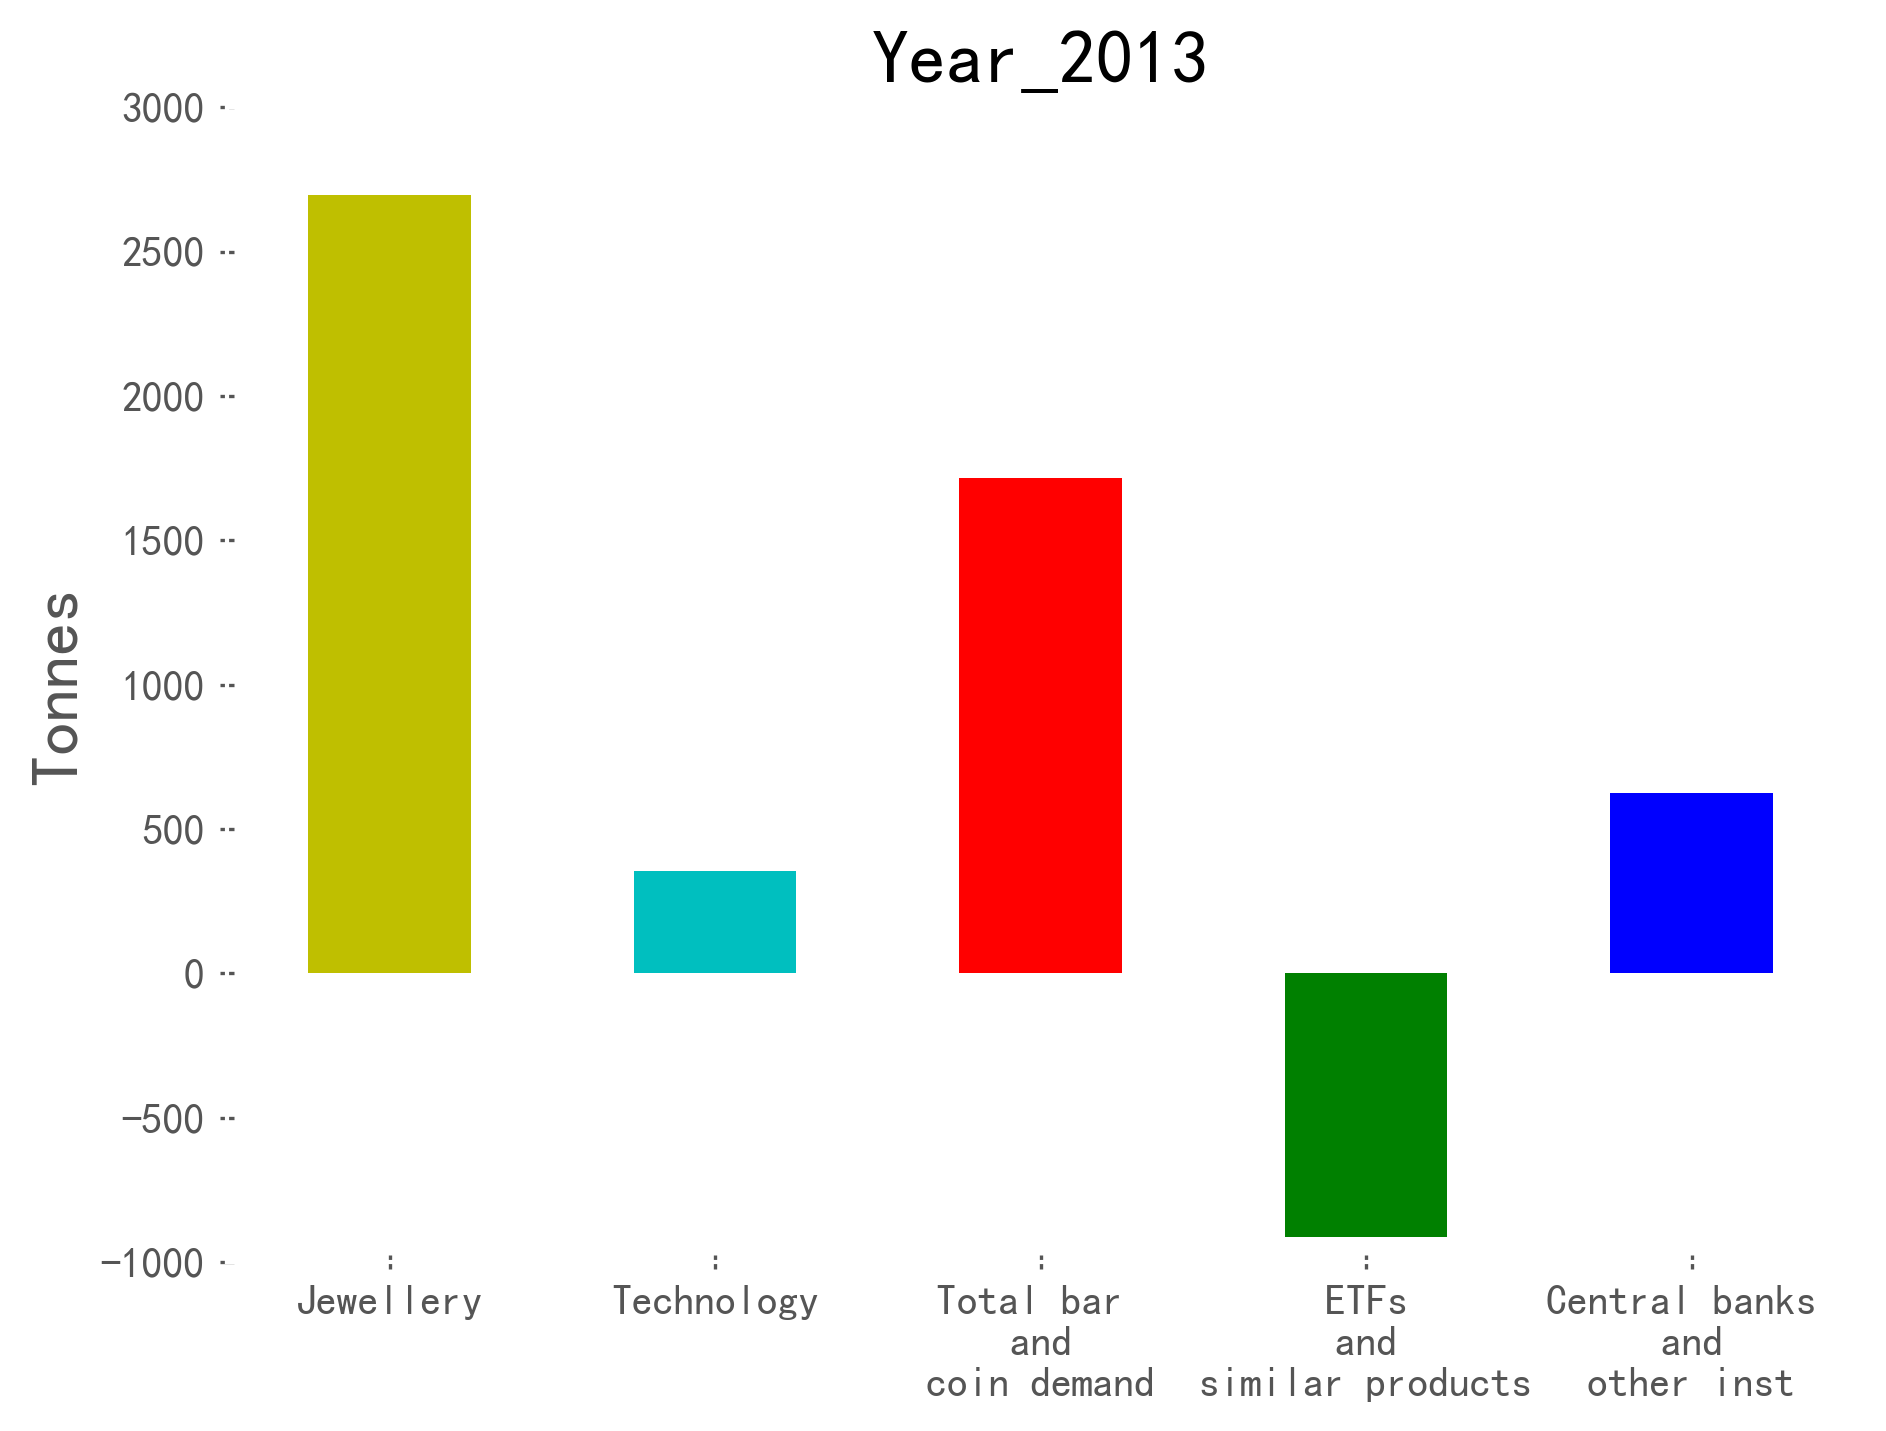 Year_2013
3000
2500
2000
1500
1000
500
0
−500
−1000
Tonnes
Jewellery
Technology
Total bar
and
coin demand
ETFs
and
similar products
Central banks
and
other inst